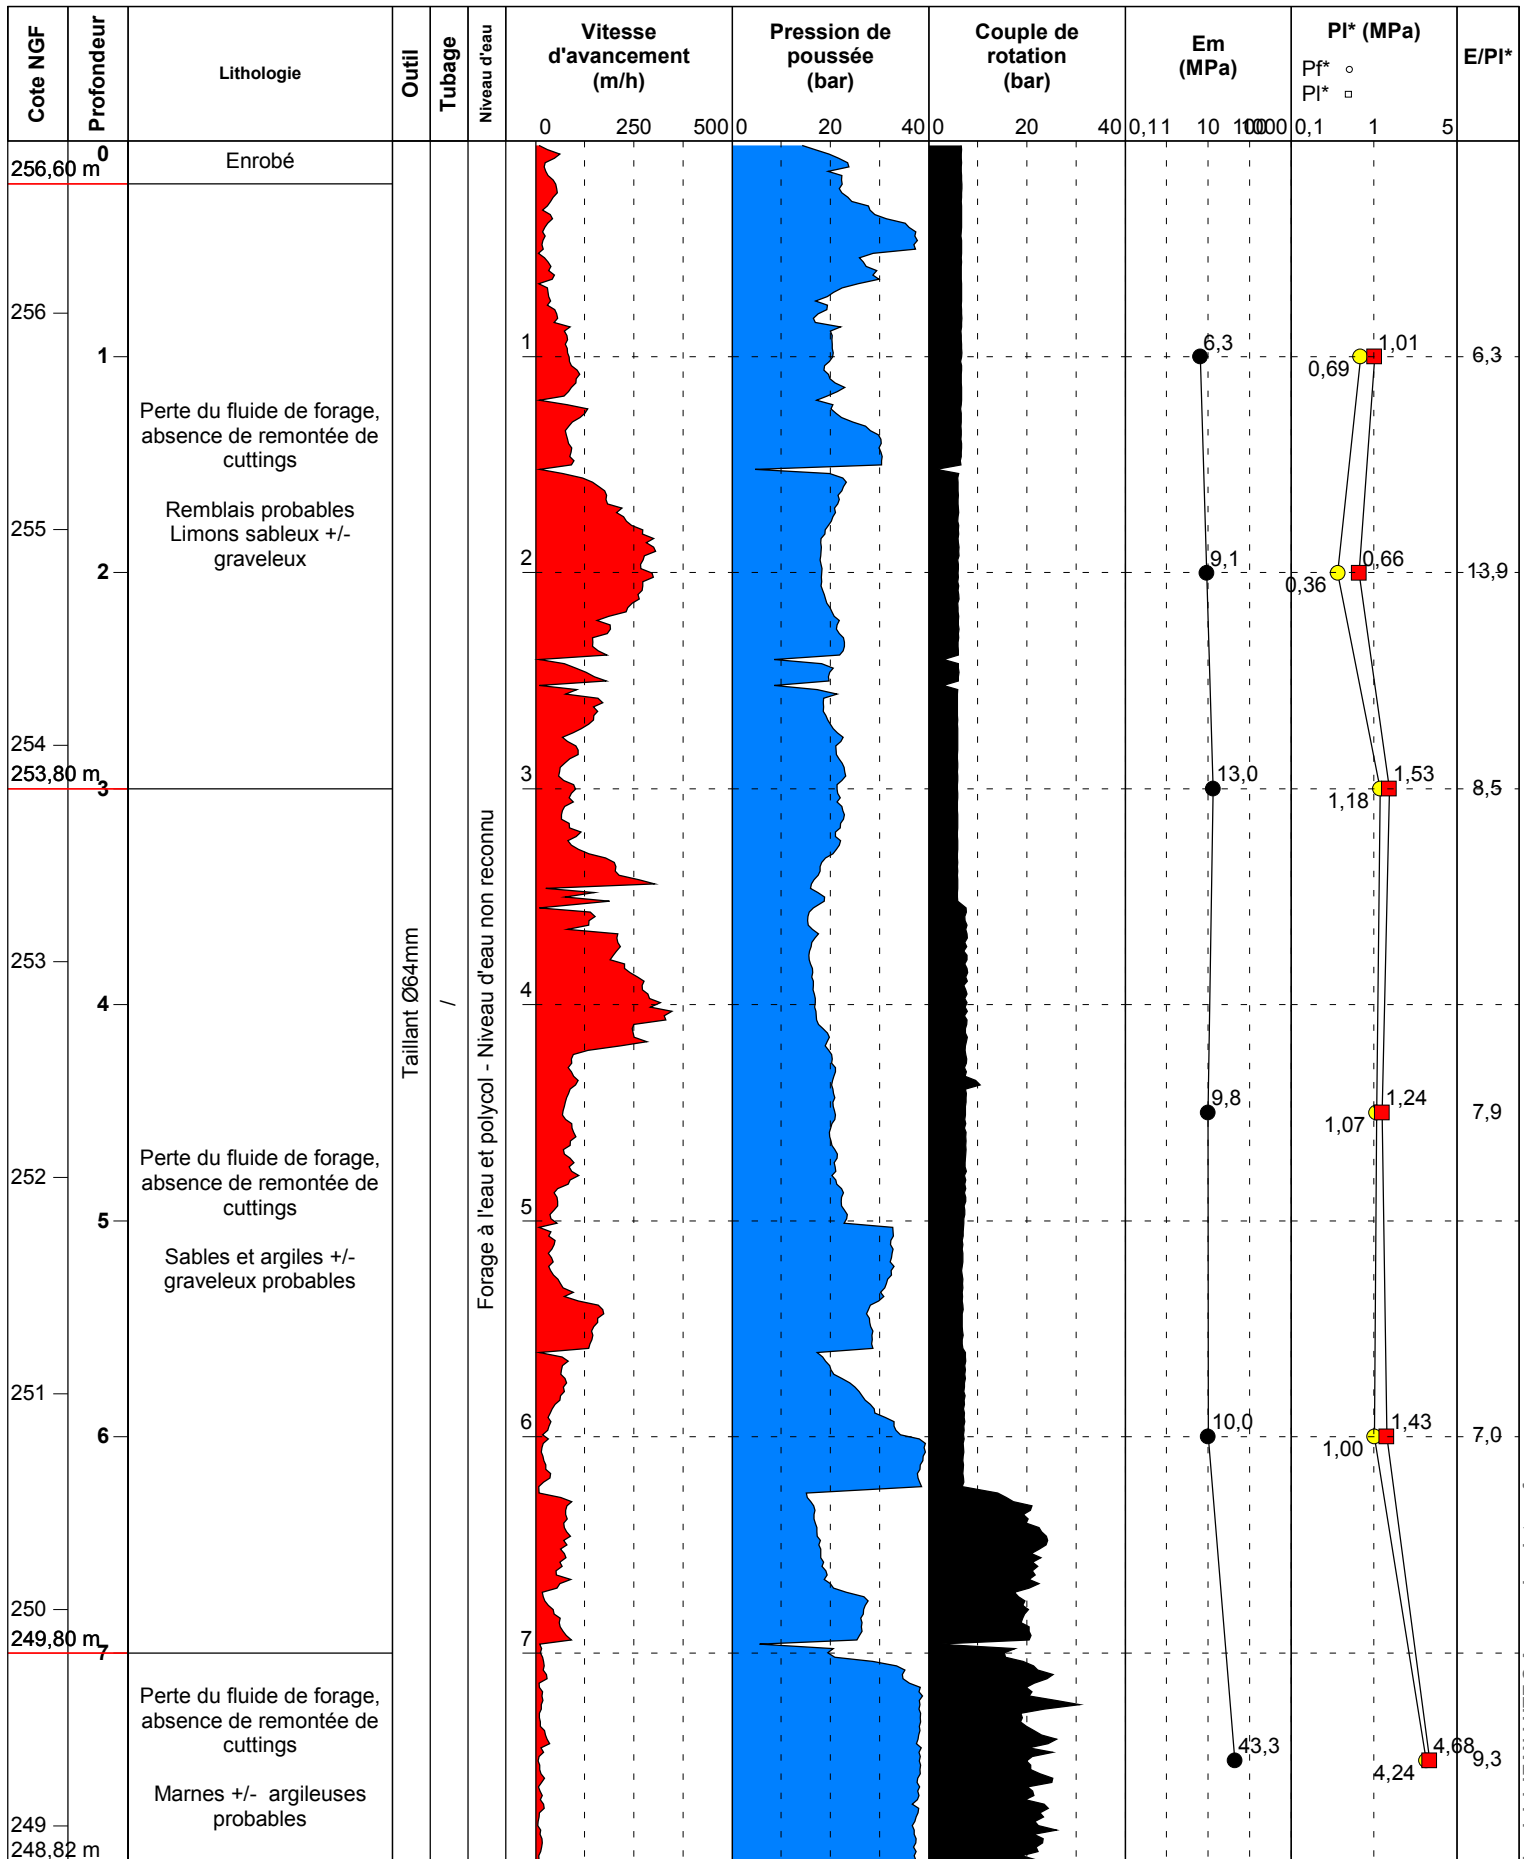 Cote NGF
Profondeur
Lithologie
Outil
Tubage
Niveau d'eau
Vitesse
d'avancement
(m/h)
Pression de
poussée
(bar)
Couple de
rotation
(bar)
Em
(MPa)
Pl* (MPa)
Pf*
Pl*
E/Pl*
0 250 500
0 20 40
0 20 40
0,1 1 10 100 1000
0,1 1 5
0
256,60 m
Enrobé
256
1
1
6,3
1,01
0,69
6,3
Perte du fluide de forage,
absence de remontée de
cuttings
Remblais probables
Limons sableux +/-
graveleux
255
2
2
9,1
0,66
0,36
13,9
254
253,80 m
3
3
13,0
1,53
1,18
8,5
Taillant Ø64mm
/
Forage à l'eau et polycol - Niveau d'eau non reconnu
253
4
4
9,8
1,24
1,07
7,9
Perte du fluide de forage,
absence de remontée de
cuttings
Sables et argiles +/-
graveleux probables
252
5
5
251
6
6
10,0
1,43
1,00
7,0
250
249,80 m
7
7
Perte du fluide de forage,
absence de remontée de
cuttings
Marnes +/- argileuses
probables
43,3
4,68
4,24
9,3
249
248,82 m